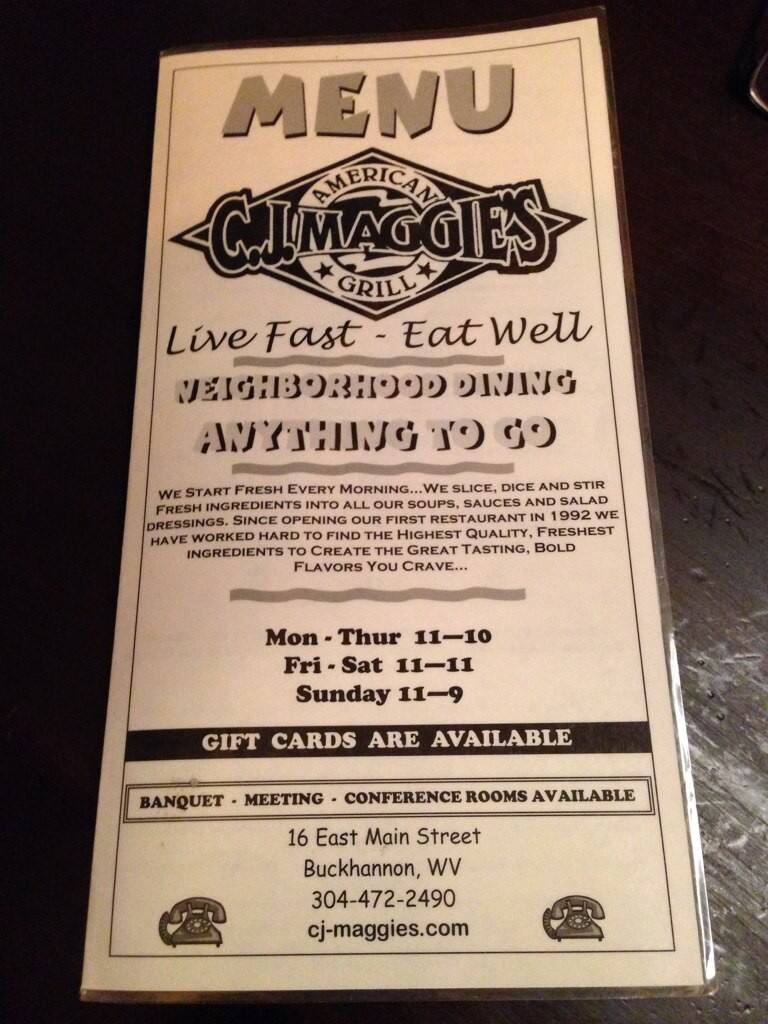 MENU
AMERICAN
C.J. MAGGIE'S
GRILL
Live Fast - Eat Well
NEIGHBORHOOD DINING
ANYTHING TO GO
WE START FRESH EVERY MORNING...WE SLICE, DICE AND STIR
FRESH INGREDIENTS INTO ALL OUR SOUPS, SAUCES AND SALAD
DRESSINGS. SINCE OPENING OUR FIRST RESTAURANT IN 1992 WE
HAVE WORKED HARD TO FIND THE HIGHEST QUALITY, FRESHEST
INGREDIENTS TO CREATE THE GREAT TASTING, BOLD
FLAVORS YOU CRAVE...
Mon - Thur 11—10
Fri - Sat 11—11
Sunday 11—9
GIFT CARDS ARE AVAILABLE
BANQUET - MEETING - CONFERENCE ROOMS AVAILABLE
16 East Main Street
Buckhannon, WV
304-472-2490
cj-maggies.com